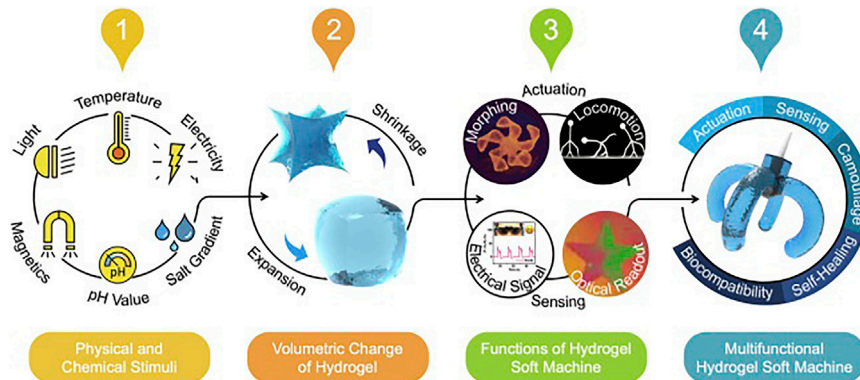 1
2
3
4
Temperature
Light
Electricity
Magnetics
Salt Gradient
pH
pH Value
Shrinkage
Expansion
Actuation
Morphing
Locomotion
Electrical Signal
Optical Readout
Sensing
Actuation
Sensing
Camouflage
Self-Healing
Biocompatibility
Physical and
Chemical Stimuli
Volumetric Change
of Hydrogel
Functions of Hydrogel
Soft Machine
Multifunctional
Hydrogel Soft Machine